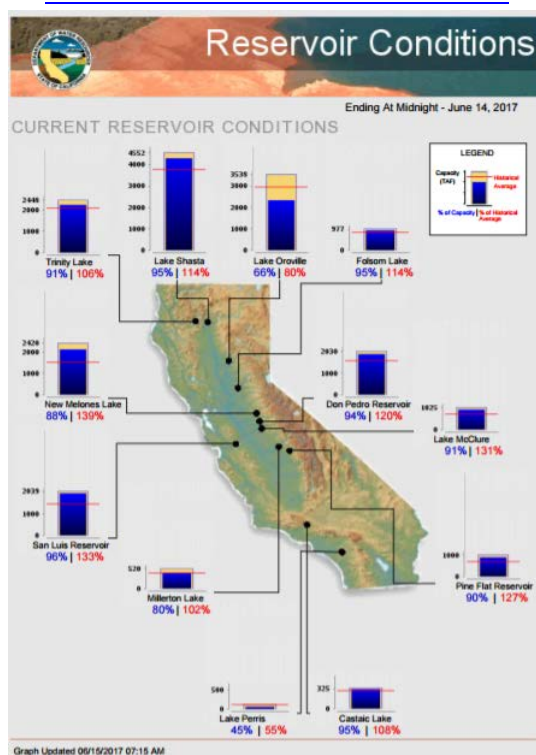 Reservoir Conditions
Ending At Midnight - June 14, 2017
CURRENT RESERVOIR CONDITIONS
LEGEND
Capacity
(TAF)
Historical
Average
% of Capacity | % of Historical
Average
2448
2000
1000
0
Trinity Lake
91% | 106%
4552
4000
3000
2000
1000
0
Lake Shasta
95% | 114%
3538
3000
2000
1000
0
Lake Oroville
66% | 80%
977
0
Folsom Lake
95% | 114%
2420
2000
1000
0
New Melones Lake
88% | 139%
2030
1000
0
Don Pedro Reservoir
94% | 120%
1025
0
Lake McClure
91% | 131%
2039
1000
0
San Luis Reservoir
96% | 133%
520
0
Millerton Lake
80% | 102%
1000
0
Pine Flat Reservoir
90% | 127%
500
0
Lake Perris
45% | 55%
325
0
Castaic Lake
95% | 108%
Graph Updated 06/15/2017 07:15 AM